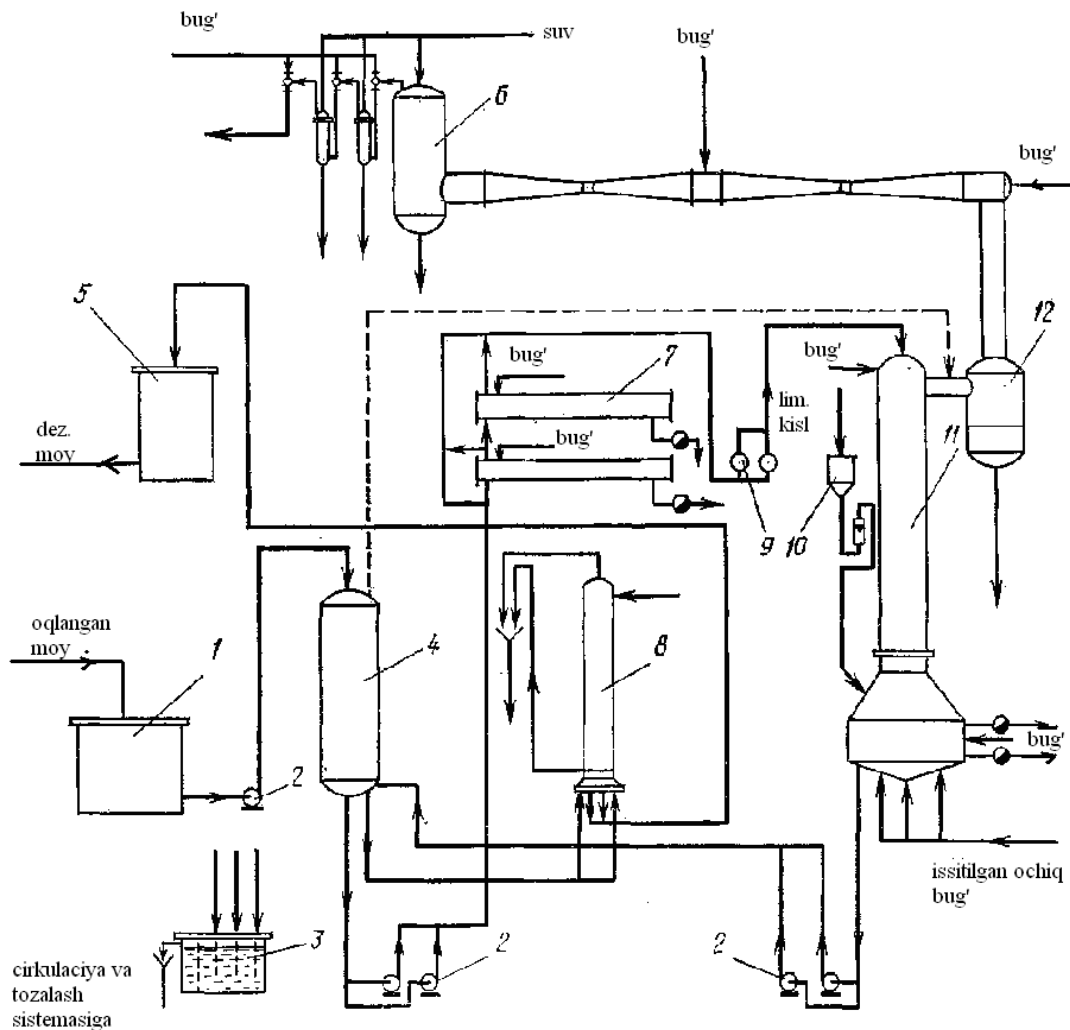 bug'
suv
bug'
6
bug'
5
12
bug'
7
bug'
lim.
kisl
dez.
moy
bug'
11
9
10
oqlangan
moy
1
4
8
2
bug'
3
2
2
issitilgan ochiq
bug'
cirkulaciya va
tozalash
sistemasiga